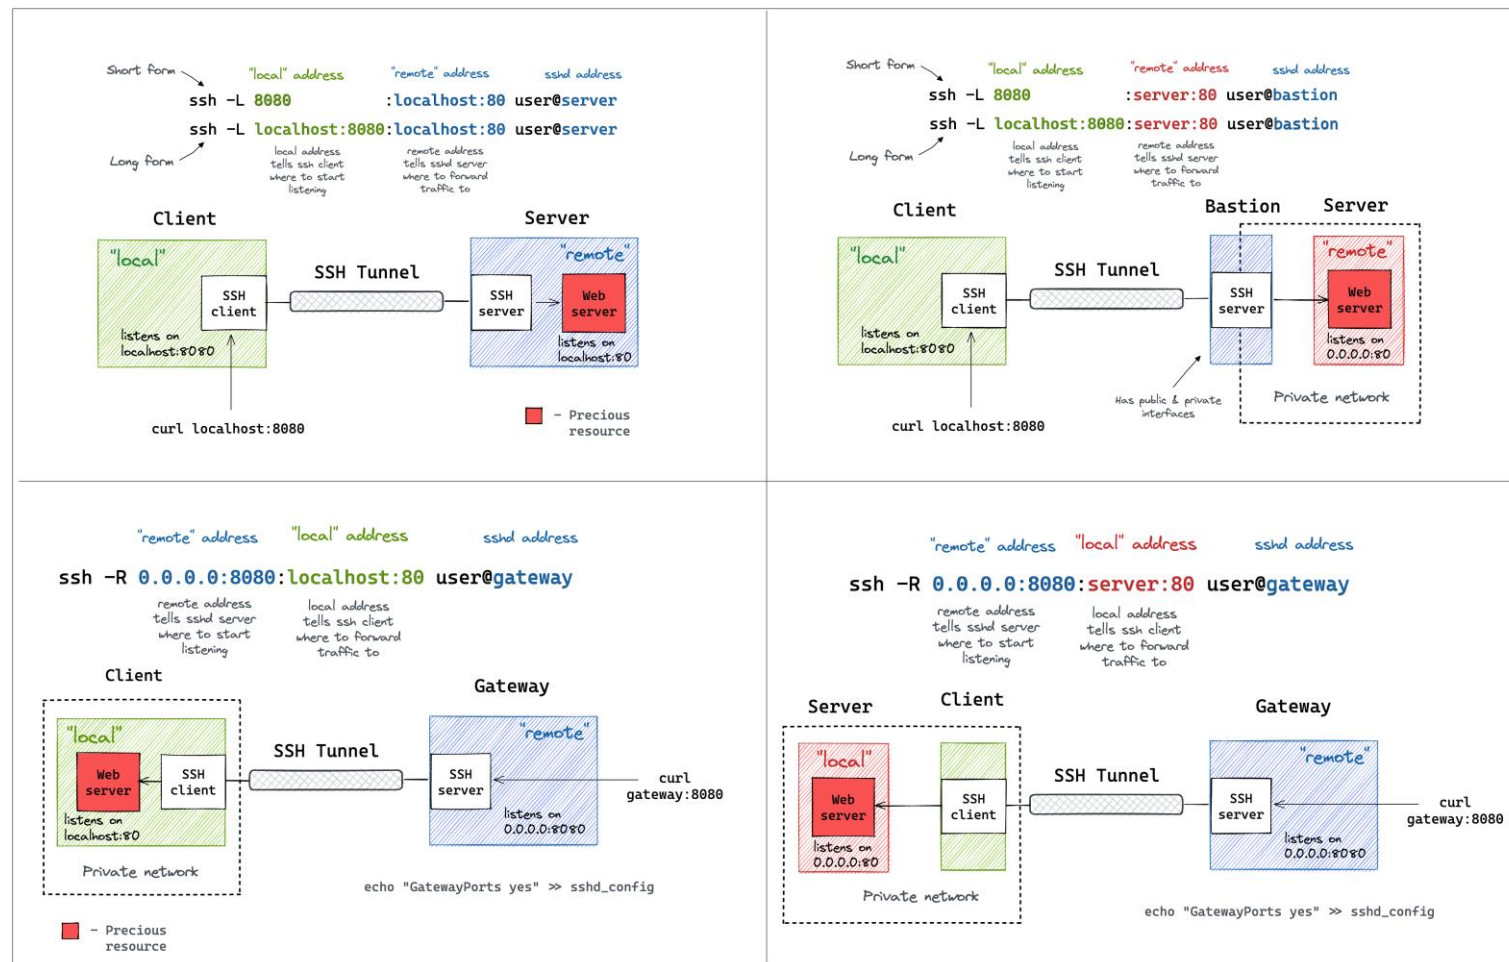 Short form
"local" address
"remote" address
sshd address
ssh -L 8080 :localhost:80 user@server
ssh -L localhost:8080:localhost:80 user@server
Long form
local address
tells ssh client
where to start
listening
remote address
tells sshd server
where to forward
traffic to
Client
Server
"local"
"remote"
SSH Tunnel
SSH
client
SSH
server
Web
server
listens on
localhost:8080
listens on
localhost:80
curl localhost:8080
- Precious
resource
Short form
"local" address
"remote" address
sshd address
ssh -L 8080 :server:80 user@bastion
ssh -L localhost:8080:server:80 user@bastion
Long form
local address
tells ssh client
where to start
listening
remote address
tells sshd server
where to forward
traffic to
Client
Bastion
Server
"local"
"remote"
SSH Tunnel
SSH
client
SSH
server
Web
server
listens on
localhost:8080
listens on
0.0.0.0:80
Has public & private
interfaces
Private network
curl localhost:8080
"remote" address
"local" address
sshd address
ssh -R 0.0.0.0:8080:localhost:80 user@gateway
remote address
tells sshd server
where to start
listening
local address
tells ssh client
where to forward
traffic to
Client
Gateway
"local"
"remote"
SSH Tunnel
Web
server
SSH
client
SSH
server
curl
gateway:8080
listens on
localhost:80
listens on
0.0.0.0:8080
Private network
echo "GatewayPorts yes" >> sshd_config
- Precious
resource
"remote" address
"local" address
sshd address
ssh -R 0.0.0.0:8080:server:80 user@gateway
remote address
tells sshd server
where to start
listening
local address
tells ssh client
where to forward
traffic to
Server
Client
Gateway
"local"
"remote"
SSH Tunnel
Web
server
SSH
client
SSH
server
curl
gateway:8080
listens on
0.0.0.0:80
listens on
0.0.0.0:8080
Private network
echo "GatewayPorts yes" >> sshd_config